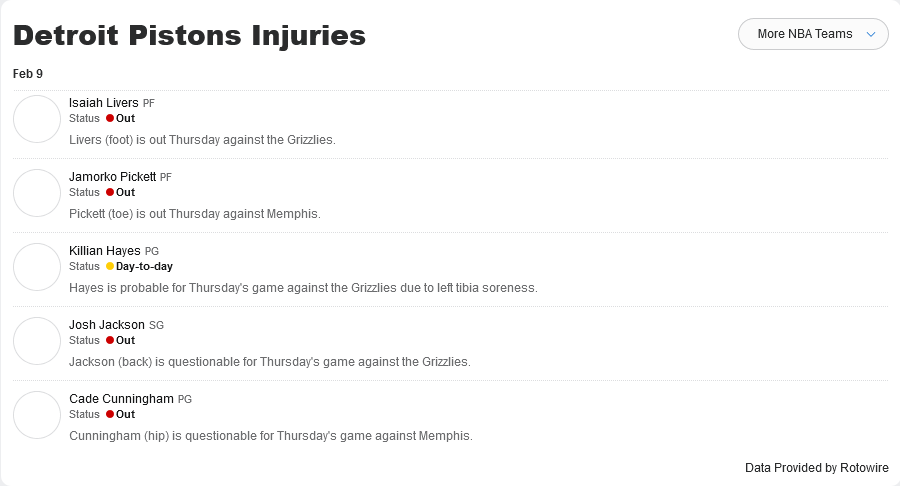 Detroit Pistons Injuries
More NBA Teams
Feb 9
Isaiah Livers PF
Status Out
Livers (foot) is out Thursday against the Grizzlies.
Jamorko Pickett PF
Status Out
Pickett (toe) is out Thursday against Memphis.
Killian Hayes PG
Status Day-to-day
Hayes is probable for Thursday's game against the Grizzlies due to left tibia soreness.
Josh Jackson SG
Status Out
Jackson (back) is questionable for Thursday's game against the Grizzlies.
Cade Cunningham PG
Status Out
Cunningham (hip) is questionable for Thursday's game against Memphis.
Data Provided by Rotowire